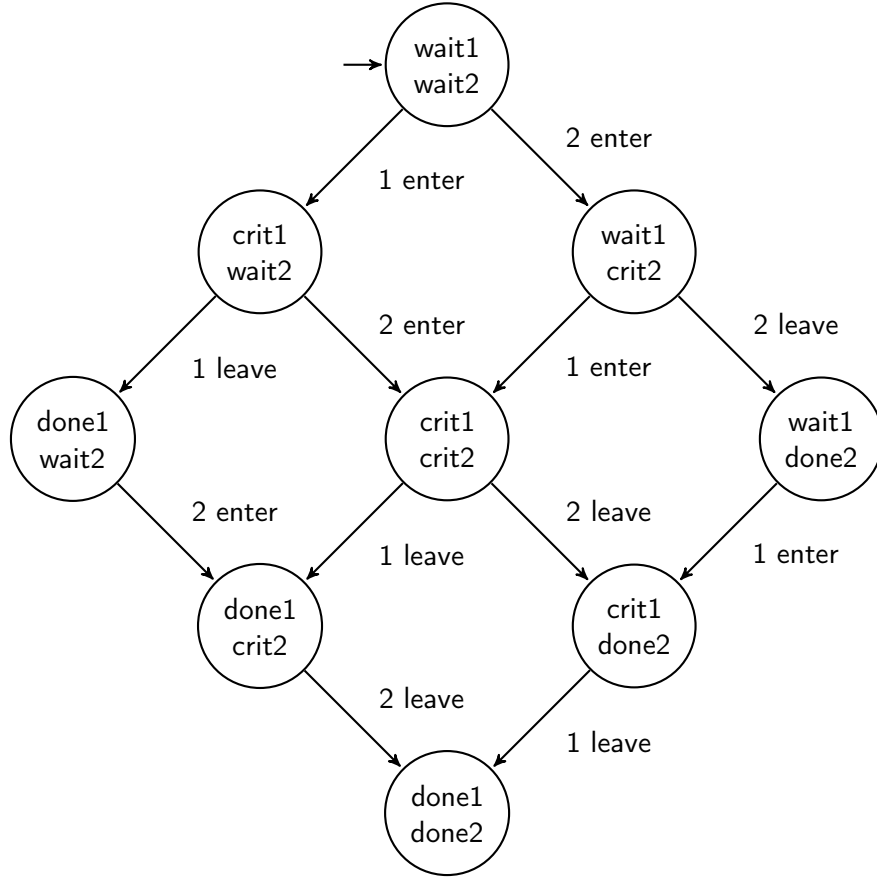 wait1
wait2
2 enter
1 enter
crit1
wait2
wait1
crit2
2 enter
2 leave
1 leave
1 enter
done1
wait2
crit1
crit2
wait1
done2
2 enter
2 leave
1 leave
1 enter
done1
crit2
crit1
done2
2 leave
1 leave
done1
done2